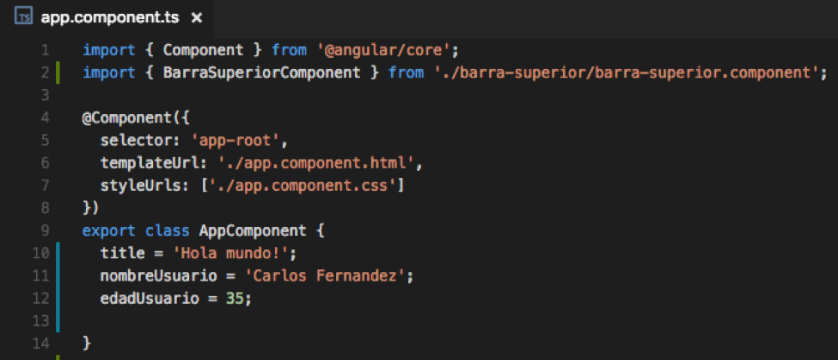 TS app.component.ts ×
1 import { Component } from '@angular/core';
2 import { BarraSuperiorComponent } from './barra-superior/barra-superior.component';
3
4 @Component({
5   selector: 'app-root',
6   templateUrl: './app.component.html',
7   styleUrls: ['./app.component.css']
8 })
9 export class AppComponent {
10   title = 'Hola mundo!';
11   nombreUsuario = 'Carlos Fernandez';
12   edadUsuario = 35;
13
14 }